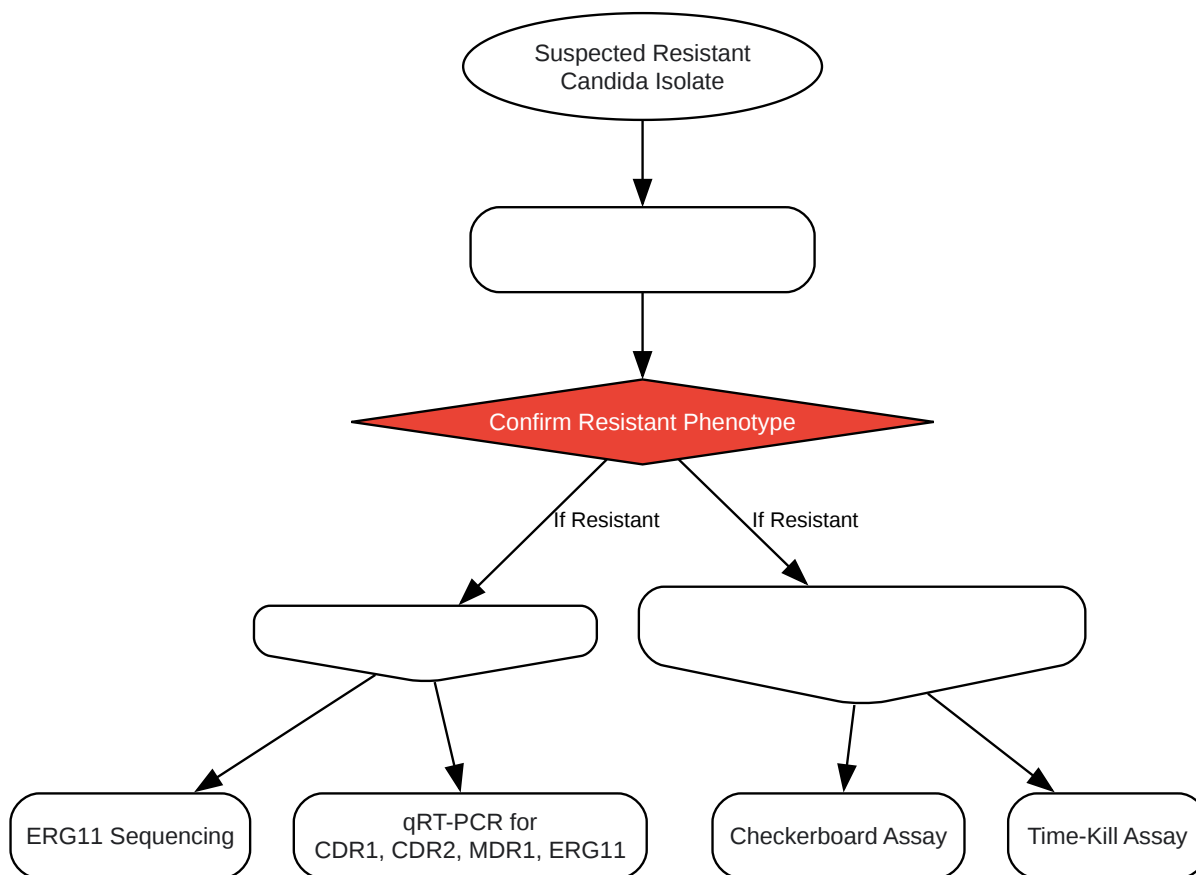 Suspected Resistant
Candida Isolate
Confirm Resistant Phenotype
If Resistant
If Resistant
ERG11 Sequencing
qRT-PCR for
CDR1, CDR2, MDR1, ERG11
Checkerboard Assay
Time-Kill Assay